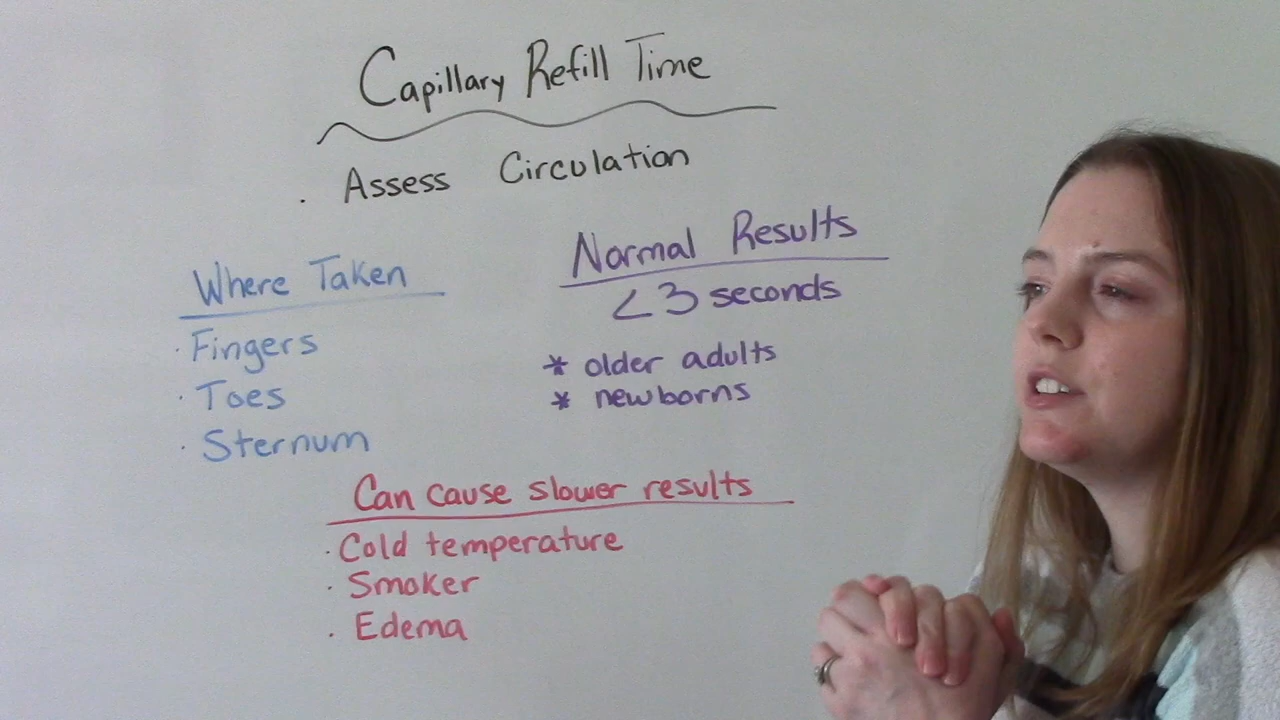 Capillary Refill Time
. Assess Circulation
Where Taken
· Fingers
· Toes
· Sternum
Normal Results
<3 seconds
* older adults
* newborns
Can cause slower results
· Cold temperature
· Smoker
. Edema